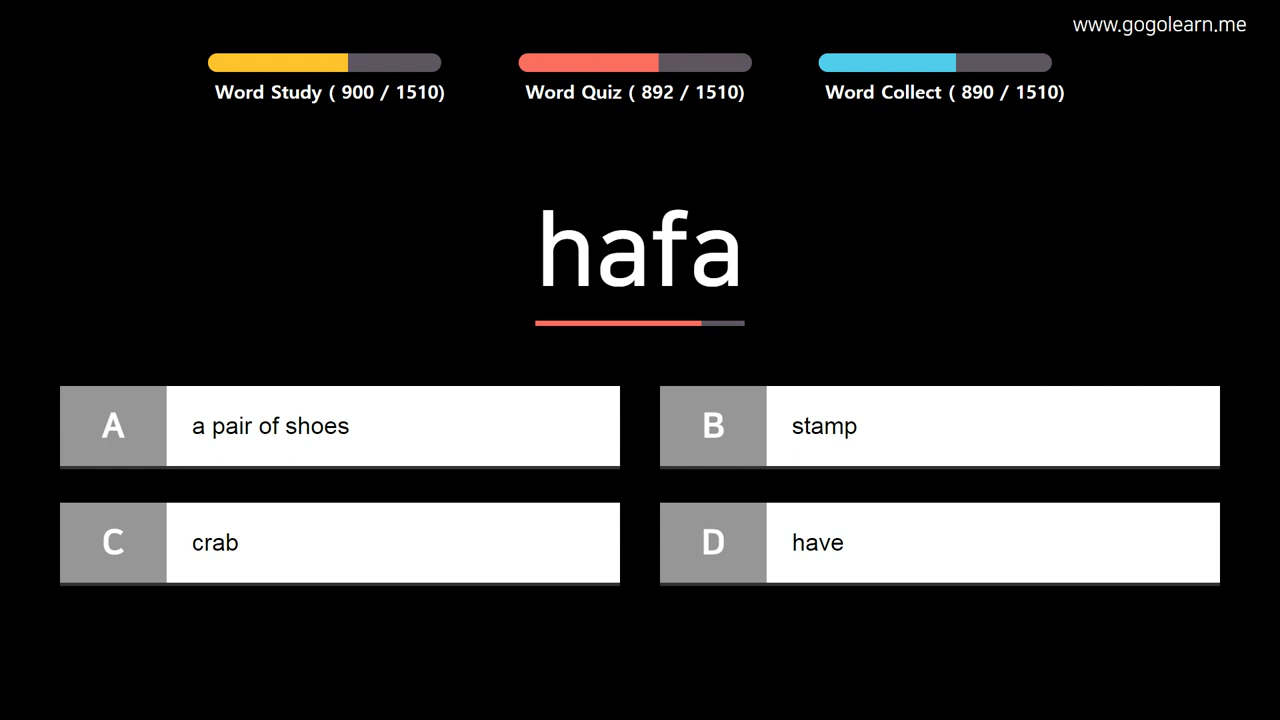 www.gogolearn.me
Word Study ( 900 / 1510)
Word Quiz ( 892 / 1510)
Word Collect ( 890 / 1510)
hafa
A
a pair of shoes
B
stamp
C
crab
D
have